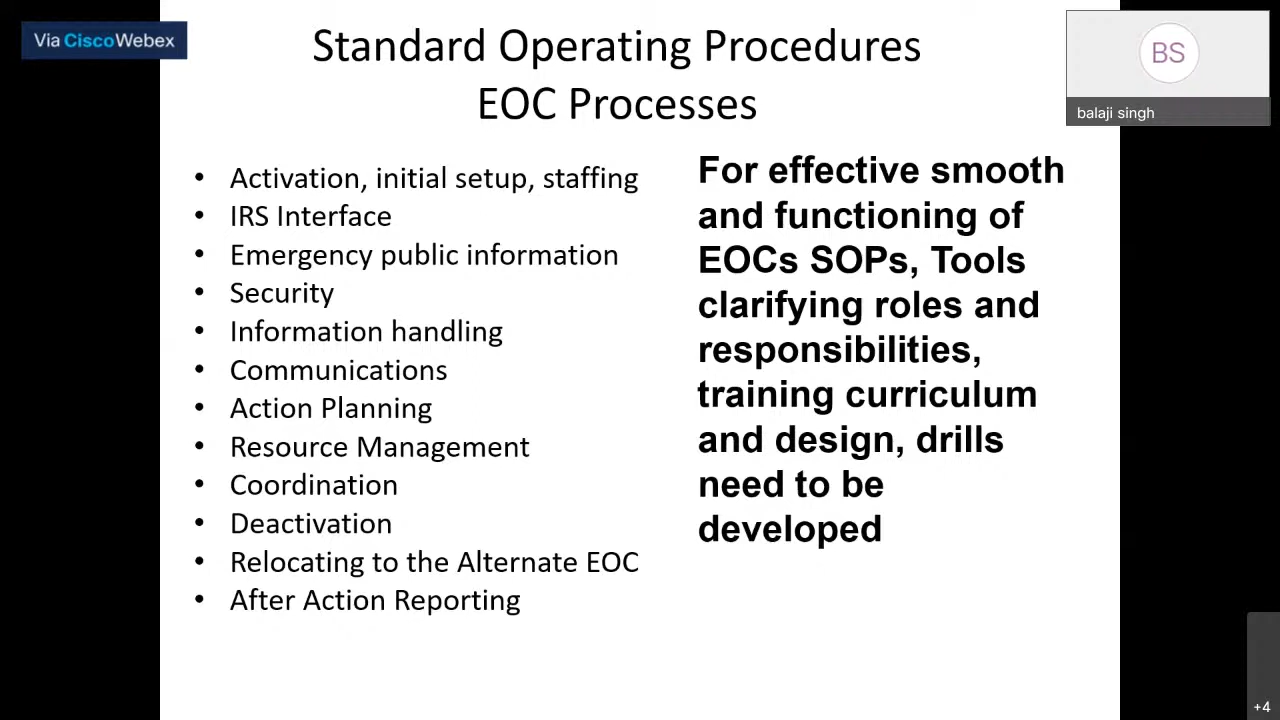 Via Cisco Webex
Standard Operating Procedures
EOC Processes
BS
balaji singh
• Activation, initial setup, staffing
• IRS Interface
• Emergency public information
• Security
• Information handling
• Communications
• Action Planning
• Resource Management
• Coordination
• Deactivation
• Relocating to the Alternate EOC
• After Action Reporting
For effective smooth
and functioning of
EOCs SOPs, Tools
clarifying roles and
responsibilities,
training curriculum
and design, drills
need to be
developed
+4